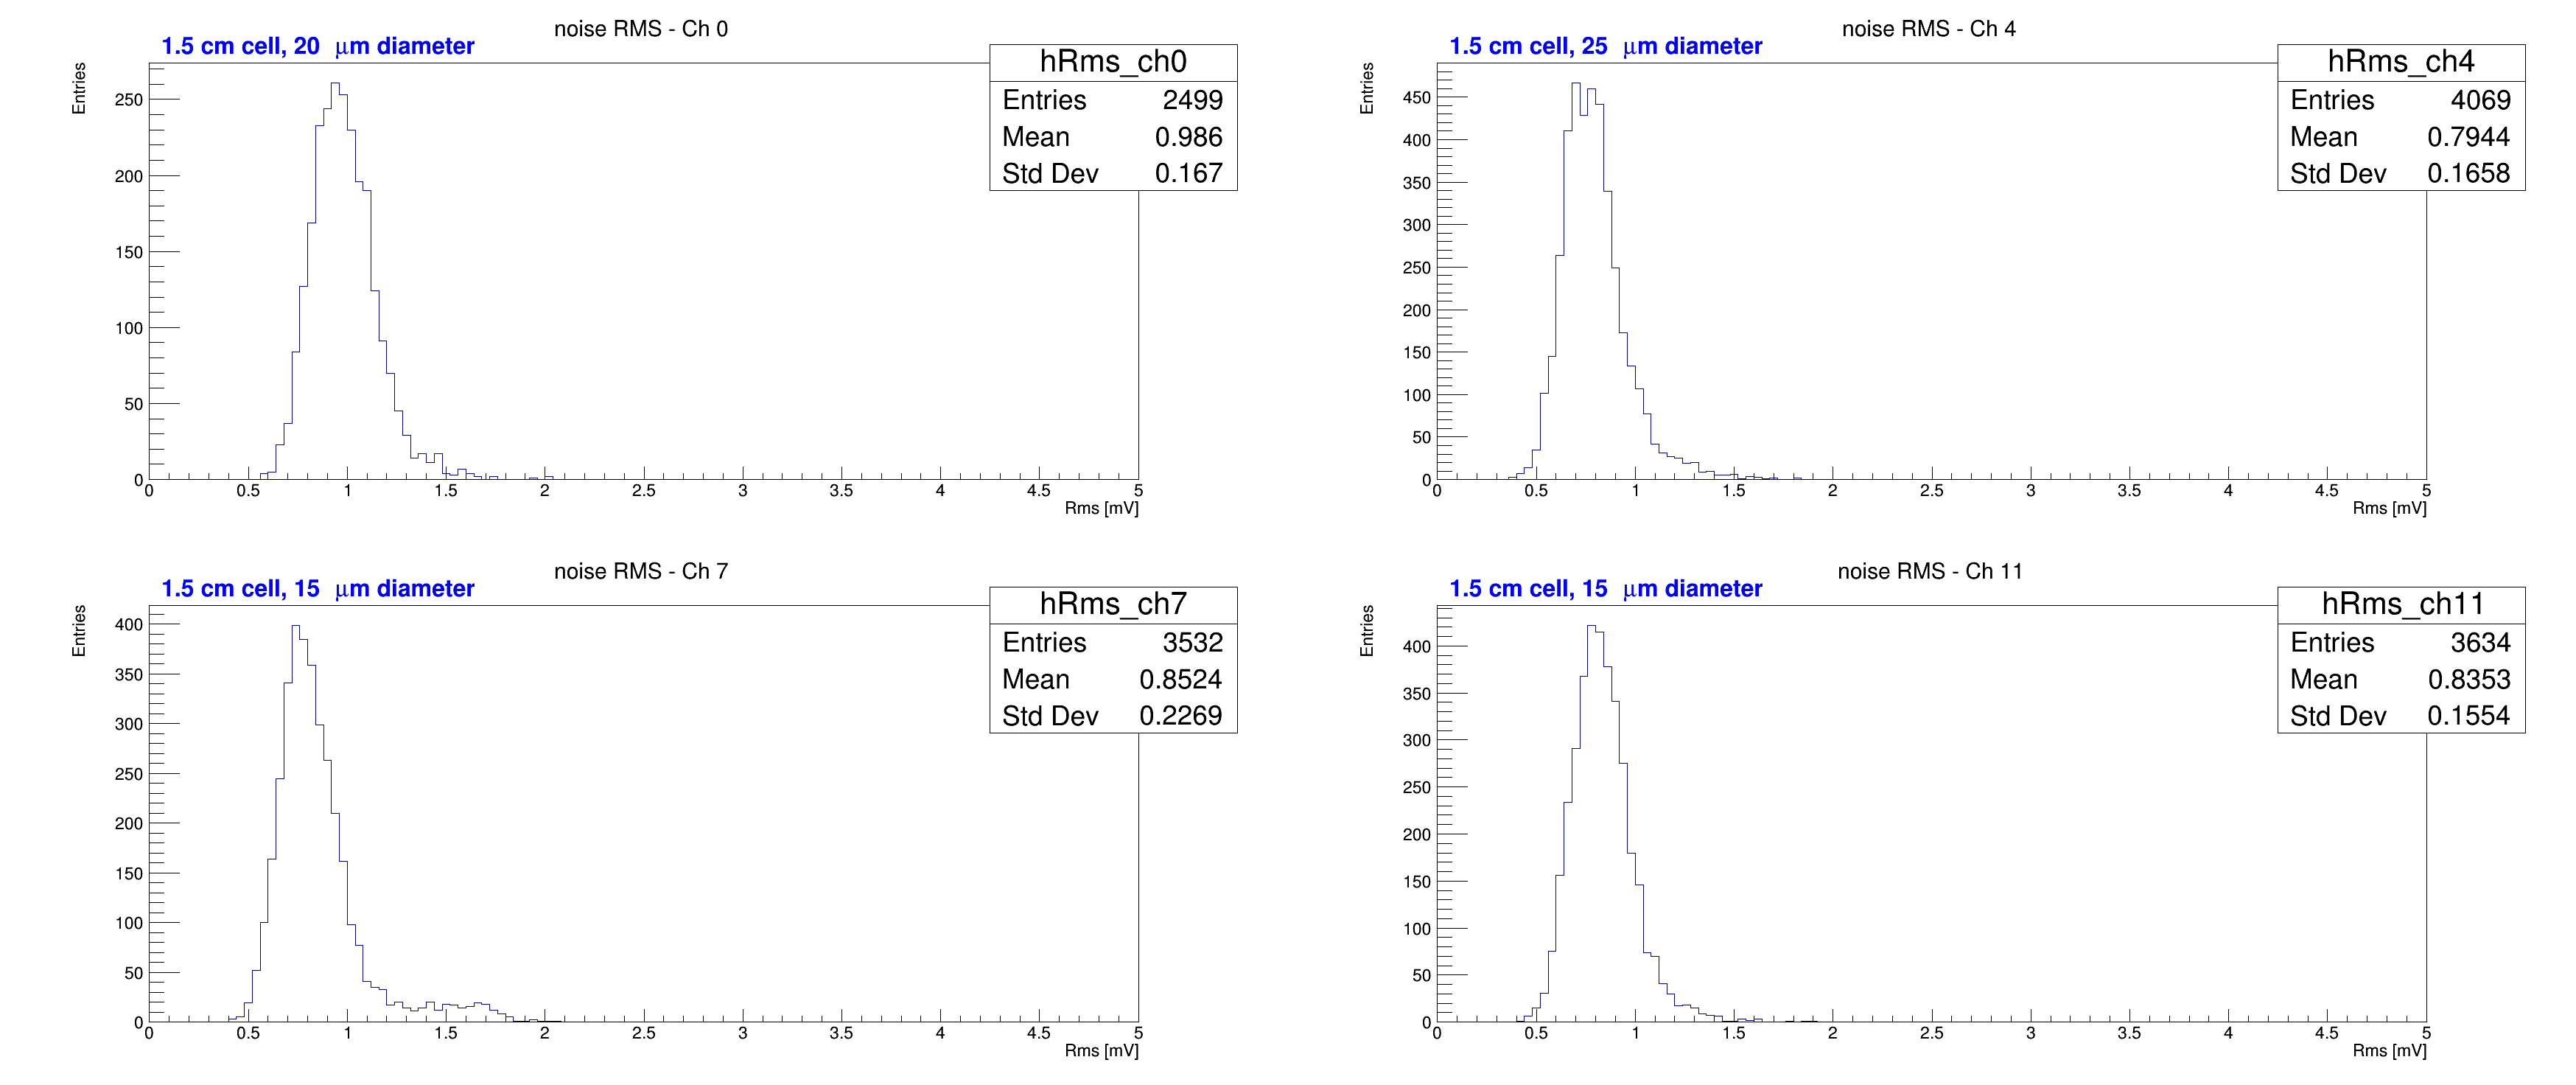 noise RMS - Ch 0
1.5 cm cell, 20 μm diameter
hRms_ch0
Entries 2499
Mean 0.986
Std Dev 0.167
Entries
250
200
150
100
50
0
0 0.5 1 1.5 2 2.5 3 3.5 4 4.5 5
Rms [mV]
noise RMS - Ch 4
1.5 cm cell, 25 μm diameter
hRms_ch4
Entries 4069
Mean 0.7944
Std Dev 0.1658
Entries
450
400
350
300
250
200
150
100
50
0
0 0.5 1 1.5 2 2.5 3 3.5 4 4.5 5
Rms [mV]
noise RMS - Ch 7
1.5 cm cell, 15 μm diameter
hRms_ch7
Entries 3532
Mean 0.8524
Std Dev 0.2269
Entries
400
350
300
250
200
150
100
50
0
0 0.5 1 1.5 2 2.5 3 3.5 4 4.5 5
Rms [mV]
noise RMS - Ch 11
1.5 cm cell, 15 μm diameter
hRms_ch11
Entries 3634
Mean 0.8353
Std Dev 0.1554
Entries
400
350
300
250
200
150
100
50
0
0 0.5 1 1.5 2 2.5 3 3.5 4 4.5 5
Rms [mV]